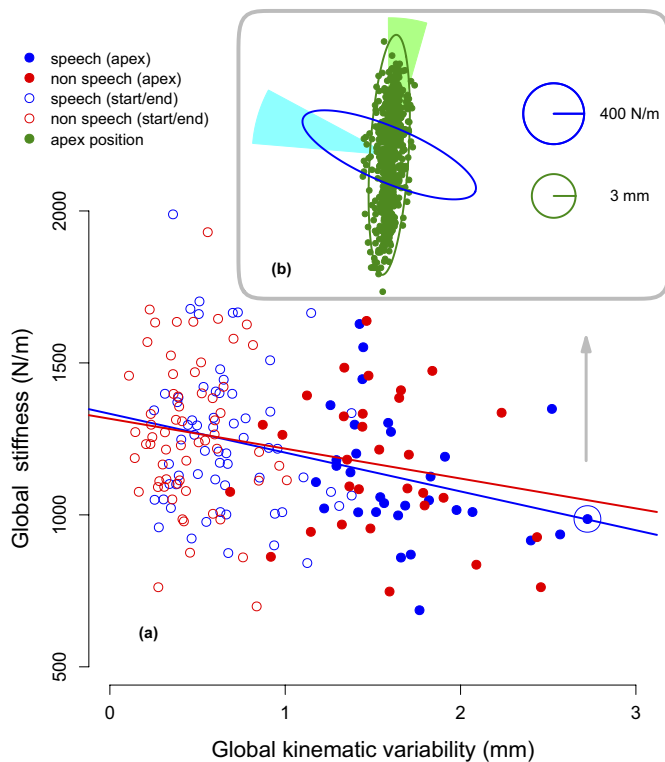 speech (apex)
non speech (apex)
speech (start/end)
non speech (start/end)
apex position
400 N/m
3 mm
(b)
2000
1500
1000
500
Global stiffness (N/m)
(a)
0 1 2 3
Global kinematic variability (mm)